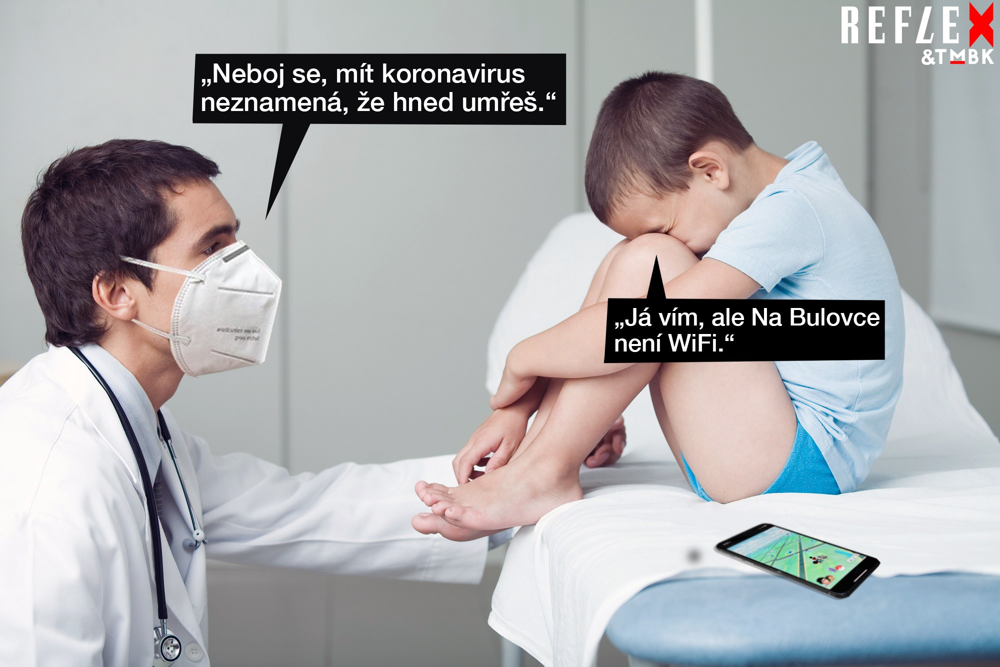 REFLEX
&TMBK
„Neboj se, mít koronavirus
neznamená, že hned umřeš.“
„Já vím, ale Na Bulovce
není WiFi.“